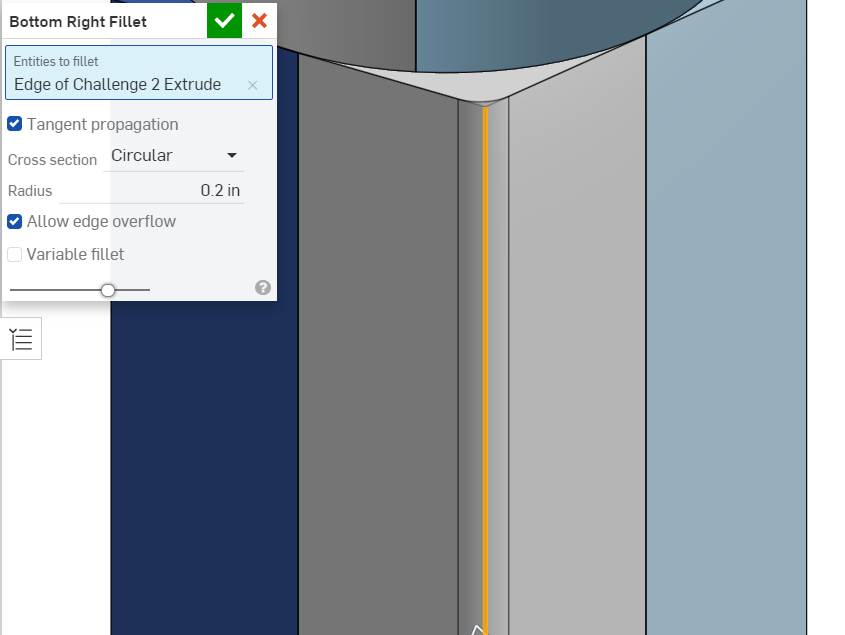 Bottom Right Fillet
Entities to fillet
Edge of Challenge 2 Extrude
Tangent propagation
Cross section Circular
Radius 0.2 in
Allow edge overflow
Variable fillet
?